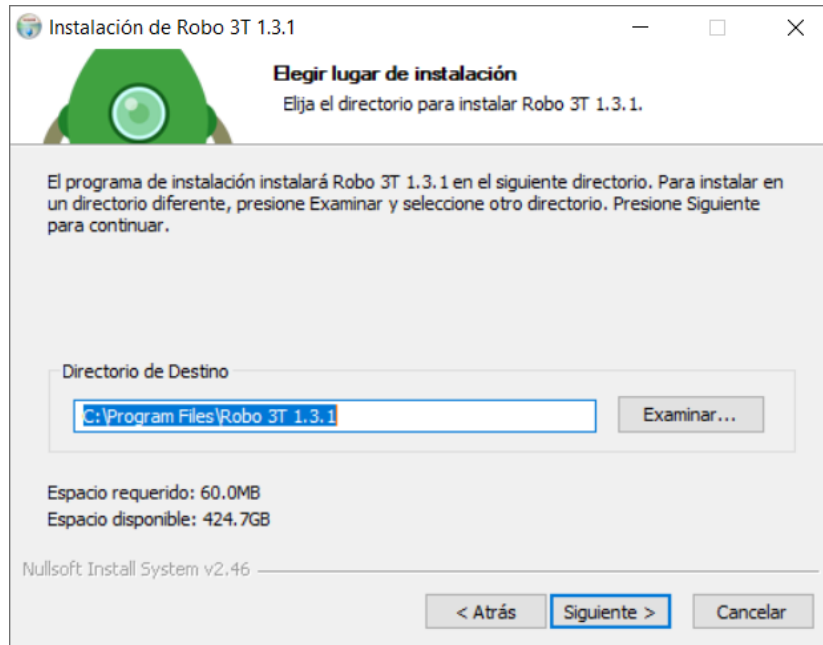 Instalación de Robo 3T 1.3.1
Elegir lugar de instalación
Elija el directorio para instalar Robo 3T 1.3.1.
El programa de instalación instalará Robo 3T 1.3.1 en el siguiente directorio. Para instalar en
un directorio diferente, presione Examinar y seleccione otro directorio. Presione Siguiente
para continuar.
Directorio de Destino
C:\Program Files\Robo 3T 1.3.1
Examinar...
Espacio requerido: 60.0MB
Espacio disponible: 424.7GB
Nullsoft Install System v2.46
< Atrás
Siguiente >
Cancelar